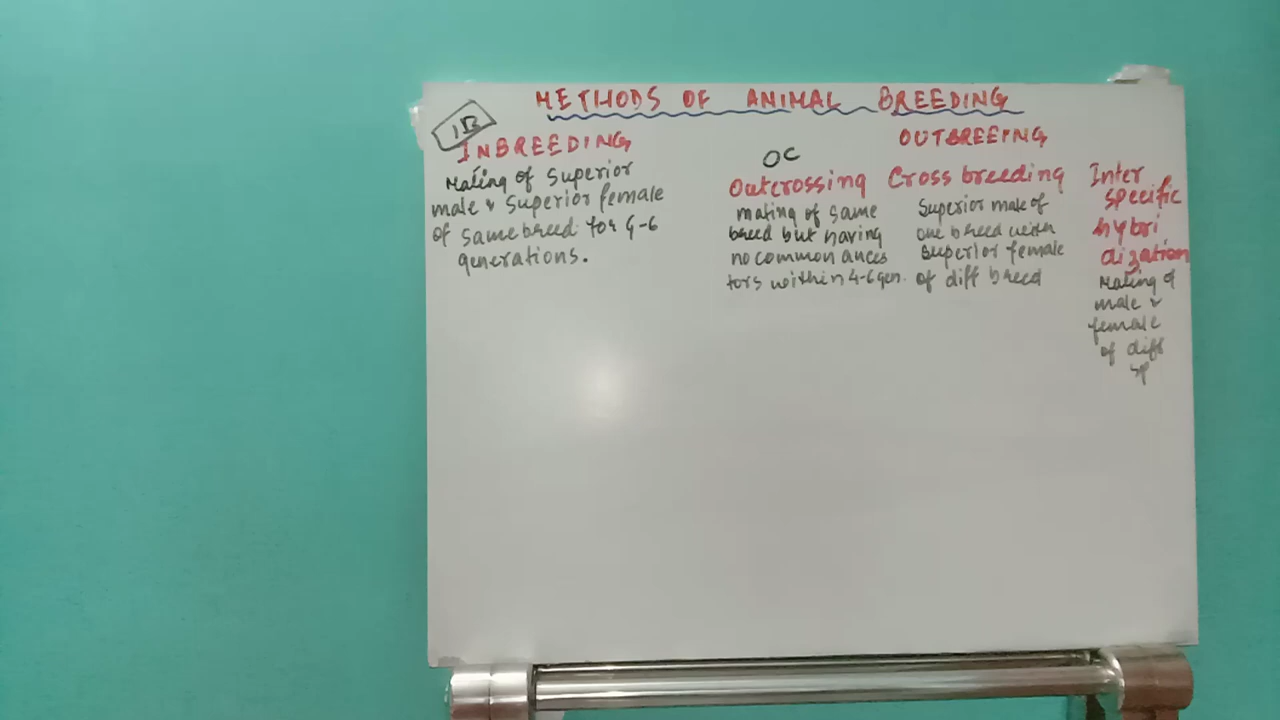 METHODS OF ANIMAL BREEDING
IB
INBREEDING
Mating of superior
male & superior female
of same breed for 4-6
generations.
OUTBREEING
OC
Outcrossing
mating of same
breed but having
no common ances
tors within 4-6 gen.
Cross breeding
Superior male of
one breed with
superior female
of diff breed
Inter
specific
hybri
dization
Mating of
male &
female
of diff
sp